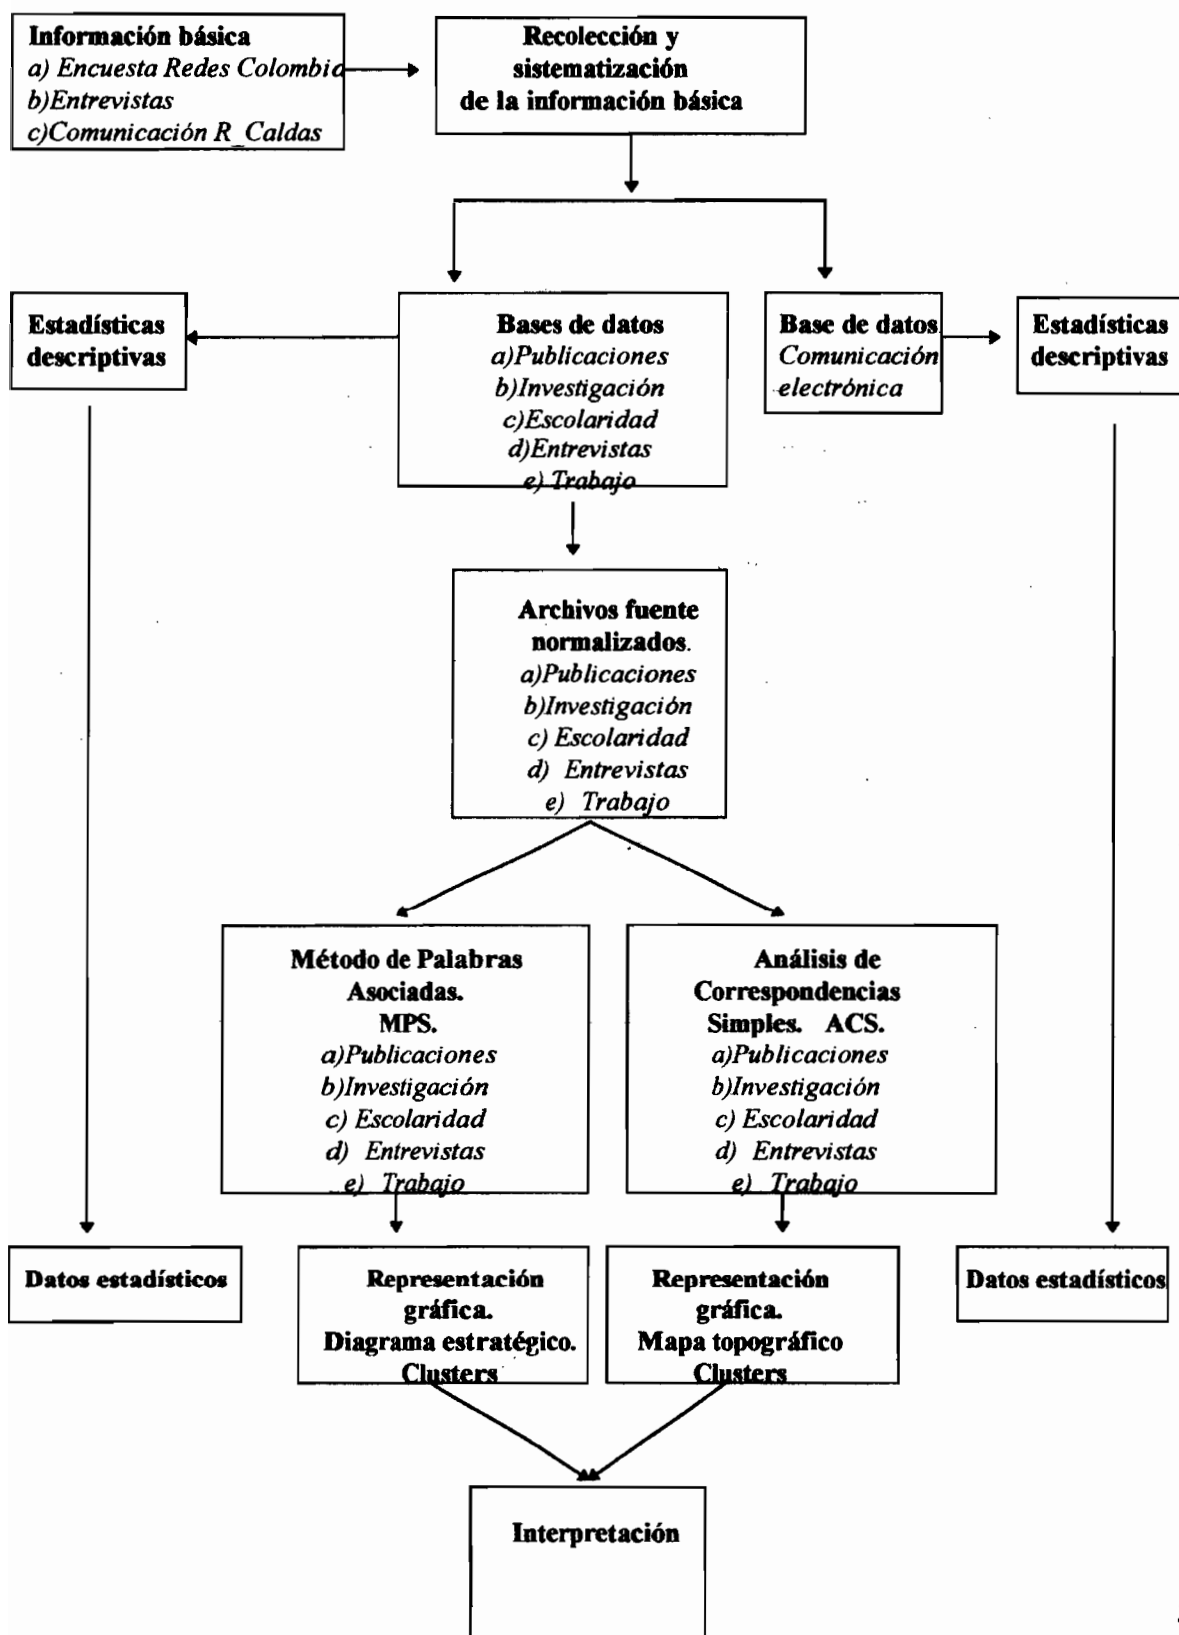 Información básica
a) Encuesta Redes Colombia
b)Entrevistas
c)Comunicación R_Caldas
Recolección y
sistematización
de la información básica
Estadísticas
descriptivas
Bases de datos
a)Publicaciones
b)Investigación
c)Escolaridad
d)Entrevistas
e) Trabajo
Base de datos
Comunicación
electrónica
Estadísticas
descriptivas
Archivos fuente
normalizados.
a)Publicaciones
b)Investigación
c) Escolaridad
d) Entrevistas
e) Trabajo
Método de Palabras
Asociadas.
MPS.
a)Publicaciones
b)Investigación
c) Escolaridad
d) Entrevistas
e) Trabajo
Análisis de
Correspondencias
Simples. ACS.
a)Publicaciones
b)Investigación
c) Escolaridad
d) Entrevistas
e) Trabajo
Datos estadísticos
Representación
gráfica.
Diagrama estratégico.
Clusters
Representación
gráfica.
Mapa topográfico
Clusters
Datos estadísticos
Interpretación